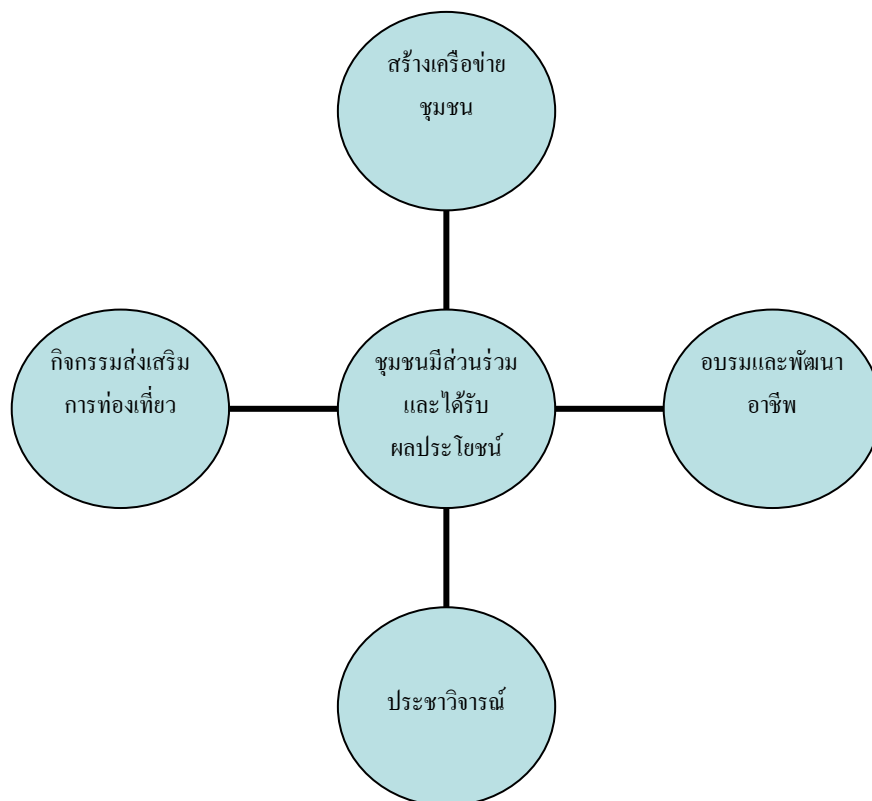 สร้างเครือข่าย
ชุมชน
กิจกรรมส่งเสริม
การท่องเที่ยว
ชุมชนมีส่วนร่วม
และได้รับ
ผลประโยชน์
อบรมและพัฒนา
อาชีพ
ประชาวิจารณ์